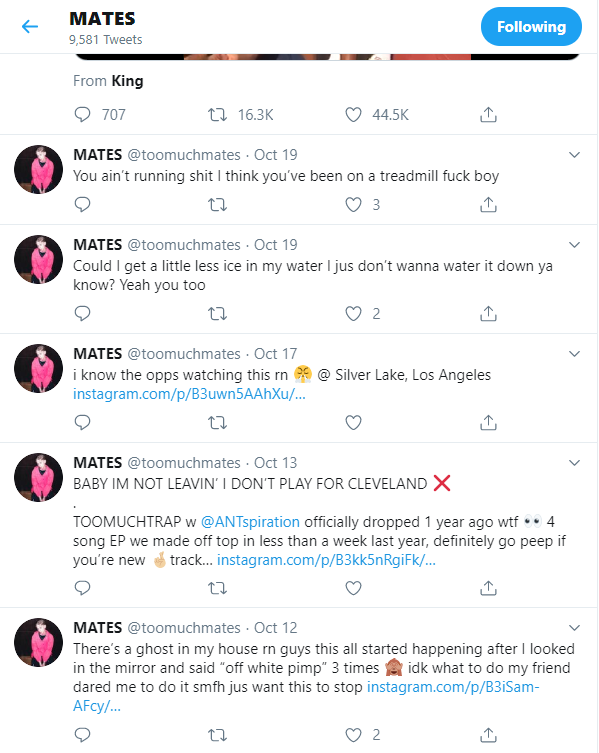 MATES
9,581 Tweets
Following
From King
707 16.3K 44.5K
MATES @toomuchmates · Oct 19
You ain’t running shit I think you’ve been on a treadmill fuck boy
3
MATES @toomuchmates · Oct 19
Could I get a little less ice in my water I jus don’t wanna water it down ya
know? Yeah you too
2
MATES @toomuchmates · Oct 17
i know the opps watching this rn 😤 @ Silver Lake, Los Angeles
instagram.com/p/B3uwn5AAhXu/...
MATES @toomuchmates · Oct 13
BABY IM NOT LEAVIN’ I DON’T PLAY FOR CLEVELAND ❌
.
TOOMUCHTRAP w @ANTspiration officially dropped 1 year ago wtf 👀 4
song EP we made off top in less than a week last year, definitely go peep if
you’re new ☝🏼track... instagram.com/p/B3kk5nRgiFk/...
MATES @toomuchmates · Oct 12
There’s a ghost in my house rn guys this all started happening after I looked
in the mirror and said “off white pimp” 3 times 🙈 idk what to do my friend
dared me to do it smfh jus want this to stop instagram.com/p/B3iSam-
AFcy/...
2